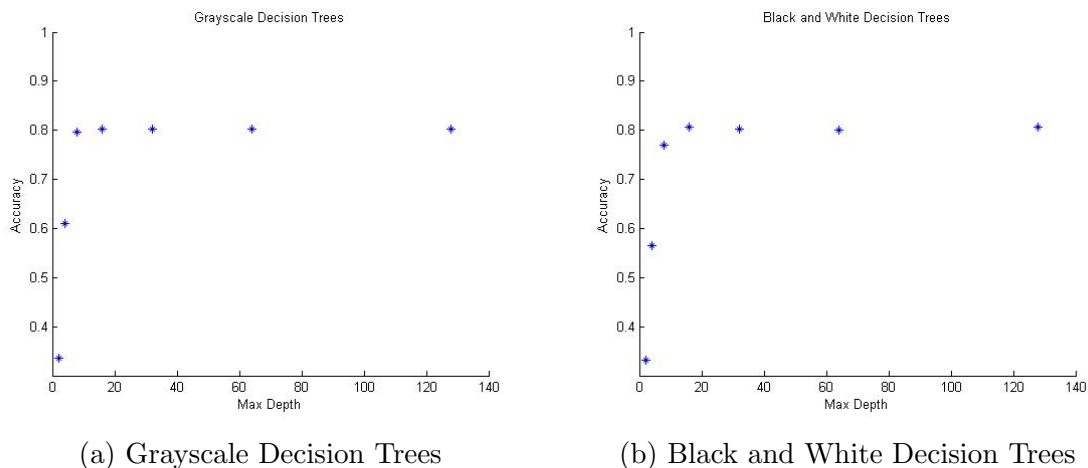 Grayscale Decision Trees
1
0.9
0.8
0.7
0.6
0.5
0.4
Accuracy
0 20 40 60 80 100 120 140
Max Depth
(a) Grayscale Decision Trees
Black and White Decision Trees
1
0.9
0.8
0.7
0.6
0.5
0.4
Accuracy
0 20 40 60 80 100 120 140
Max Depth
(b) Black and White Decision Trees